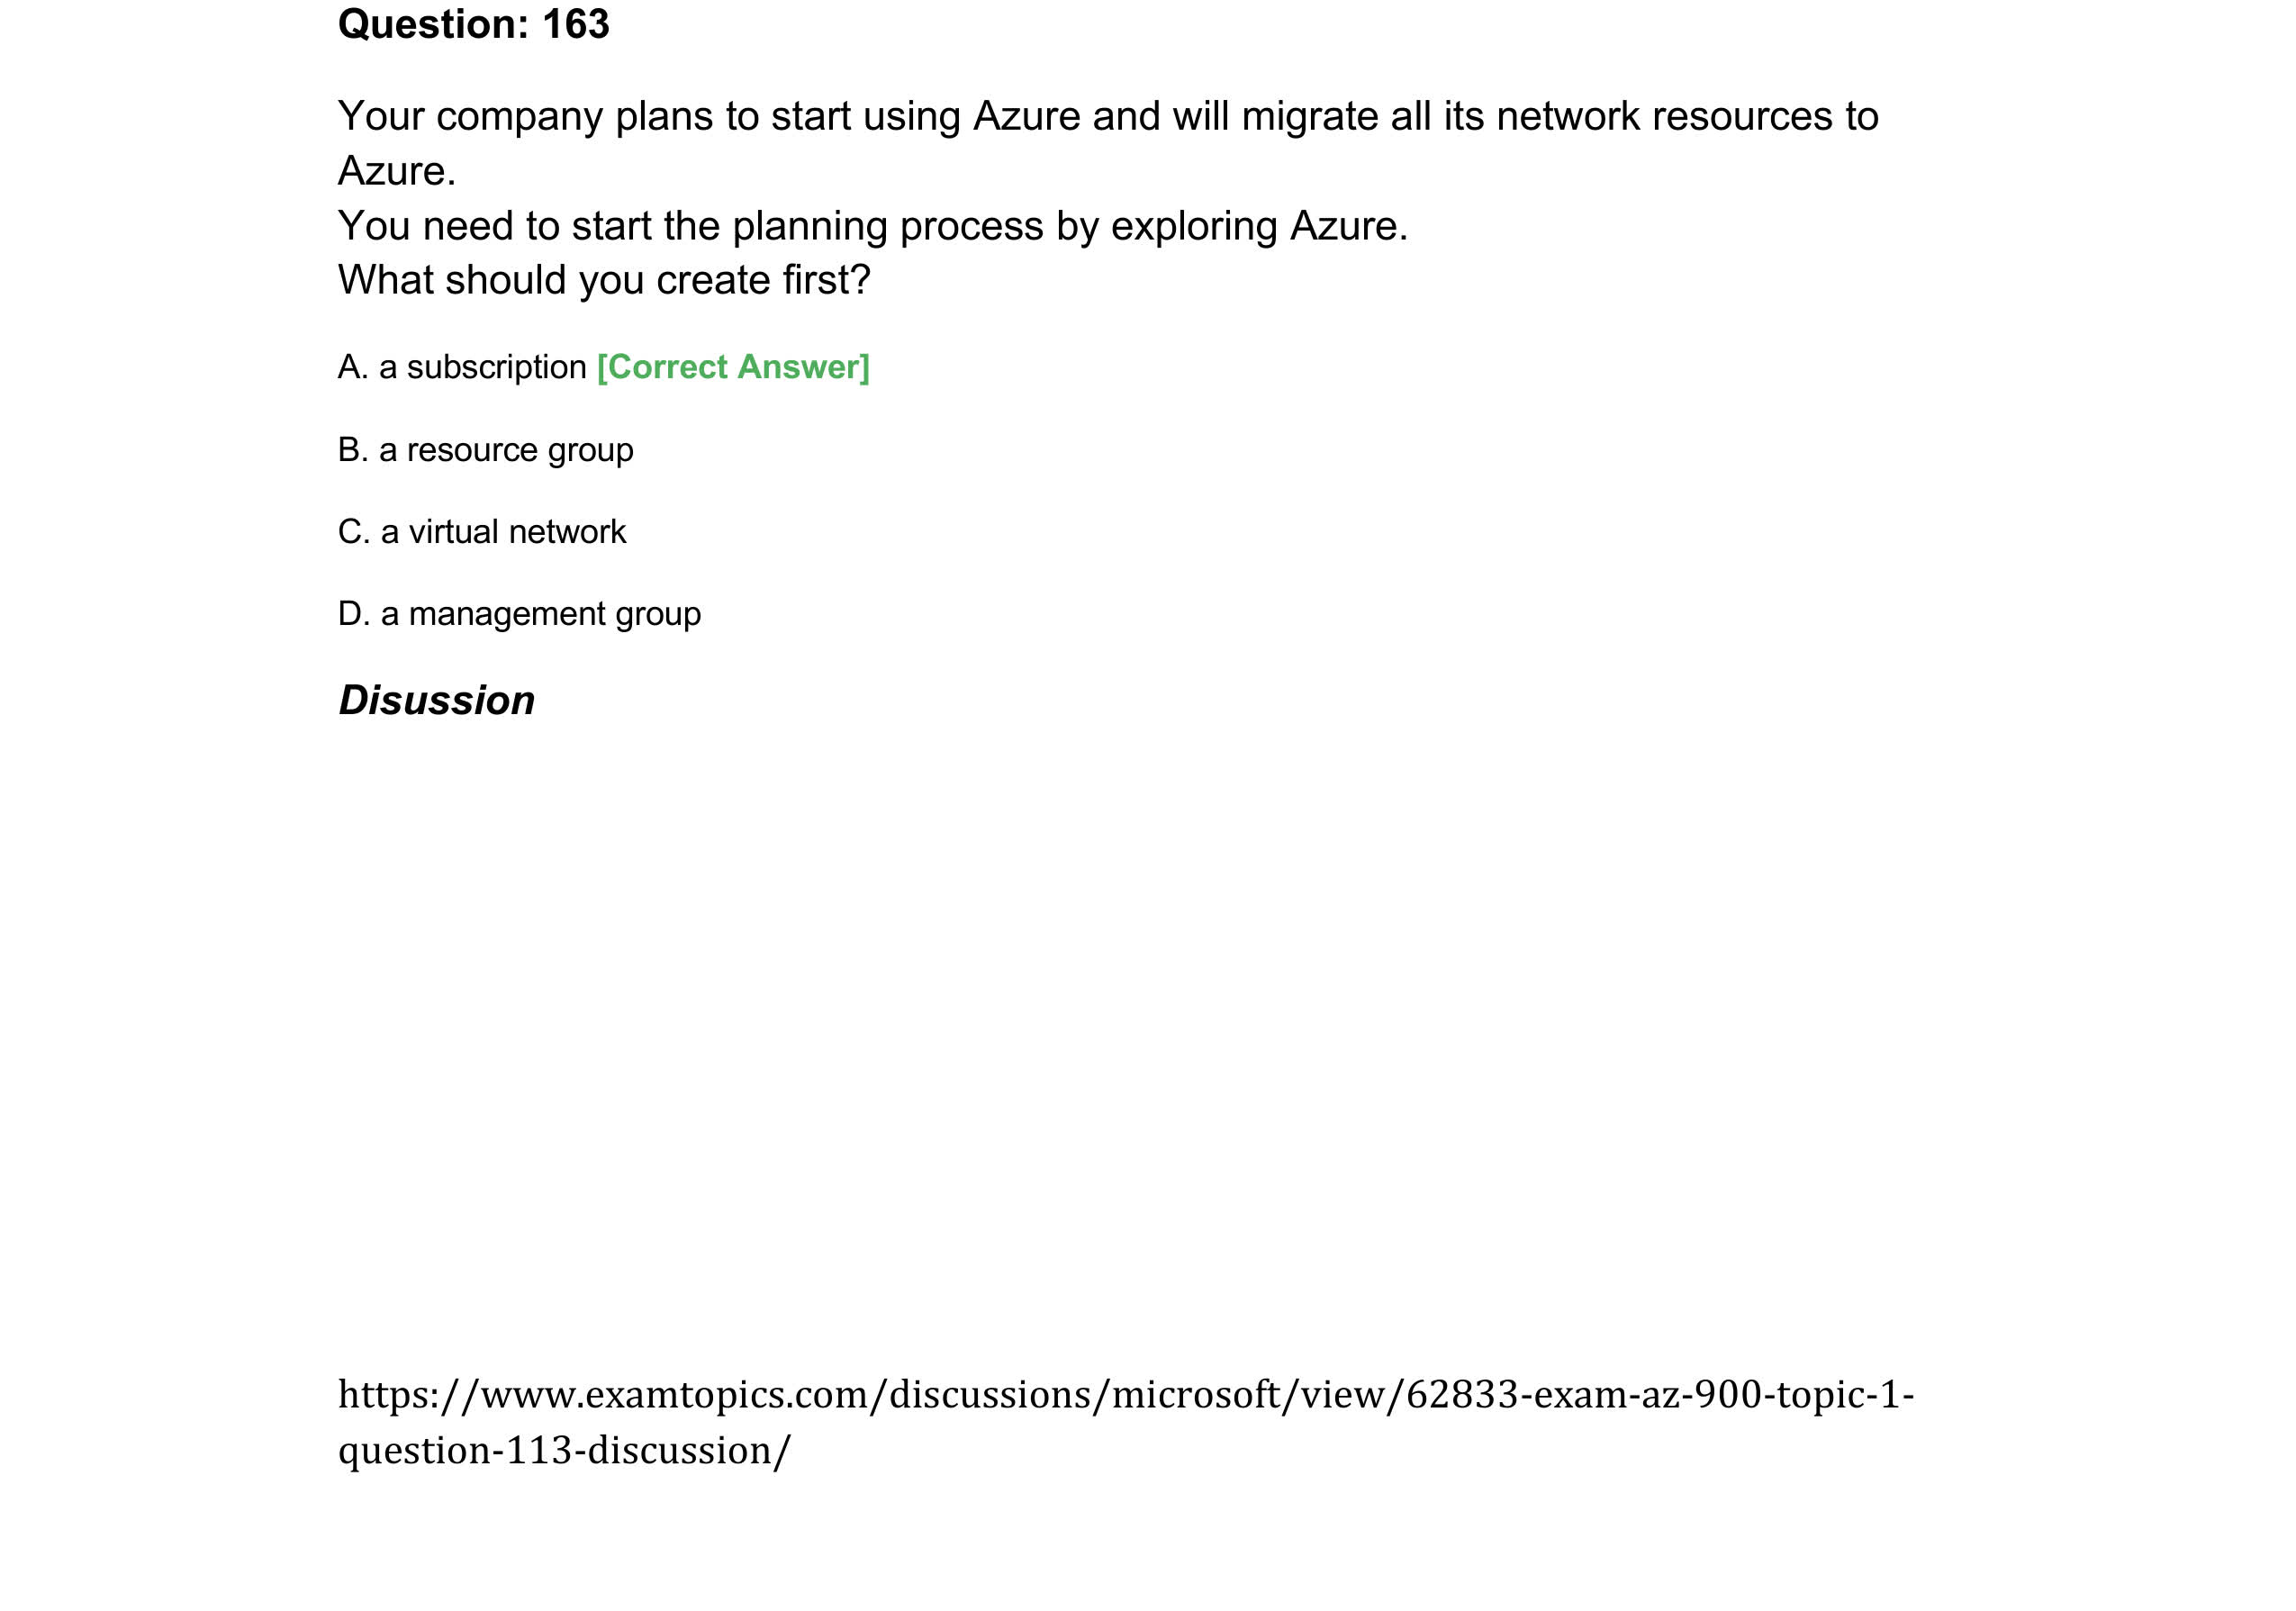 Question: 163
Your company plans to start using Azure and will migrate all its network resources to
Azure.
You need to start the planning process by exploring Azure.
What should you create first?
A. a subscription [Correct Answer]
B. a resource group
C. a virtual network
D. a management group
Disussion
https://www.examtopics.com/discussions/microsoft/view/62833-exam-az-900-topic-1-
question-113-discussion/